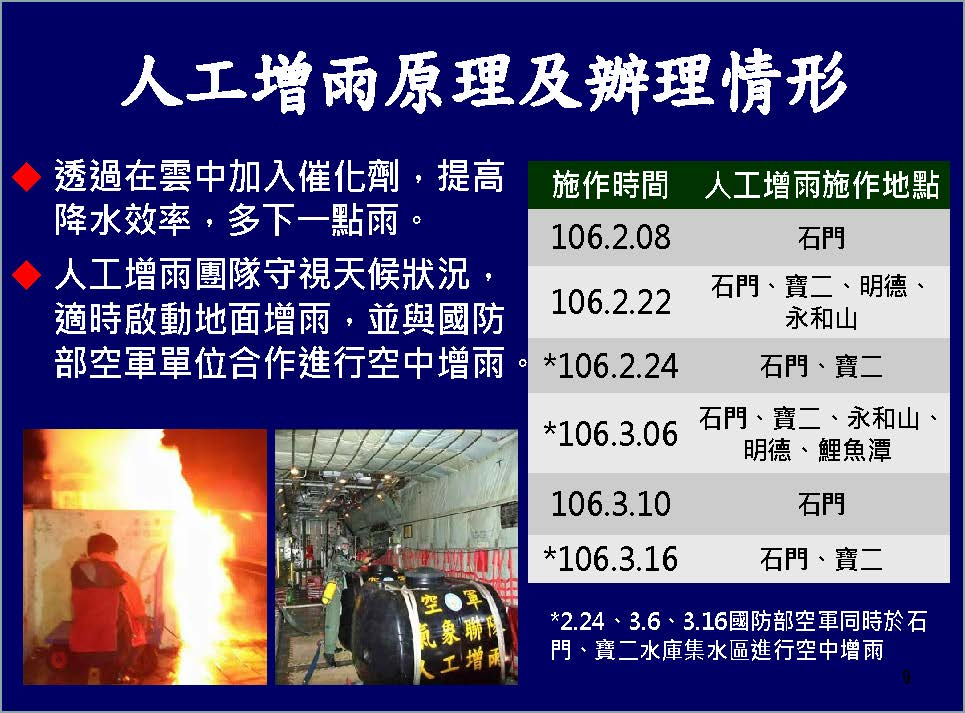 人工增雨原理及辦理情形
透過在雲中加入催化劑，提高
降水效率，多下一點雨。
人工增雨團隊守視天候狀況，
適時啟動地面增雨，並與國防
部空軍單位合作進行空中增雨。
施作時間 人工增雨施作地點
106.2.08 石門
106.2.22 石門、寶二、明德、
永和山
*106.2.24 石門、寶二
*106.3.06 石門、寶二、永和山、
明德、鯉魚潭
106.3.10 石門
*106.3.16 石門、寶二
空軍
氣象聯隊
人工增雨
*2.24、3.6、3.16國防部空軍同時於石
門、寶二水庫集水區進行空中增雨
9